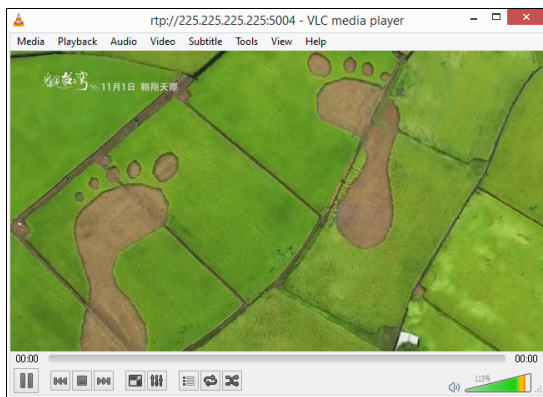 rtp://225.225.225.225:5004 - VLC media player
Media Playback Audio Video Subtitle Tools View Help
看見台灣 11月1日 翱翔天際
00:00 00:00
113%